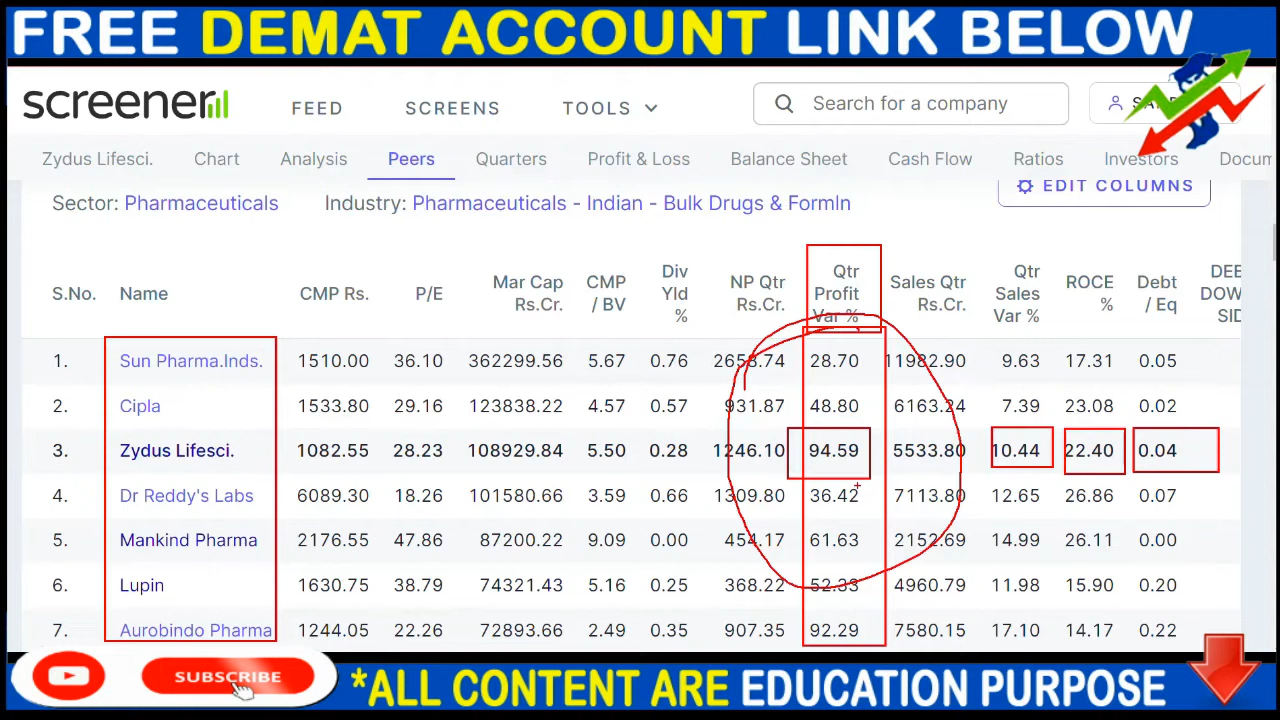 FREE DEMAT ACCOUNT LINK BELOW
screener
FEED SCREENS TOOLS Search for a company
Zydus Lifesci. Chart Analysis Peers Quarters Profit & Loss Balance Sheet Cash Flow Ratios Investors Docum
Sector: Pharmaceuticals Industry: Pharmaceuticals - Indian - Bulk Drugs & Formln EDIT COLUMNS
S.No. Name CMP Rs. P/E Mar Cap Rs.Cr. CMP / BV Div Yld % NP Qtr Rs.Cr. Qtr Profit Var % Sales Qtr Rs.Cr. Qtr Sales Var % ROCE % Debt / Eq
1. Sun Pharma.Inds. 1510.00 36.10 362299.56 5.67 0.76 2658.74 28.70 11982.90 9.63 17.31 0.05
2. Cipla 1533.80 29.16 123838.22 4.57 0.57 931.87 48.80 6163.24 7.39 23.08 0.02
3. Zydus Lifesci. 1082.55 28.23 108929.84 5.50 0.28 1246.10 94.59 5533.80 10.44 22.40 0.04
4. Dr Reddy's Labs 6089.30 18.26 101580.66 3.59 0.66 1309.80 36.42 7113.80 12.65 26.86 0.07
5. Mankind Pharma 2176.55 47.86 87200.22 9.09 0.00 454.17 61.63 2152.69 14.99 26.11 0.00
6. Lupin 1630.75 38.79 74321.43 5.16 0.25 368.22 52.33 4960.79 11.98 15.90 0.20
7. Aurobindo Pharma 1244.05 22.26 72893.66 2.49 0.35 907.35 92.29 7580.15 17.10 14.17 0.22
SUBSCRIBE
*ALL CONTENT ARE EDUCATION PURPOSE